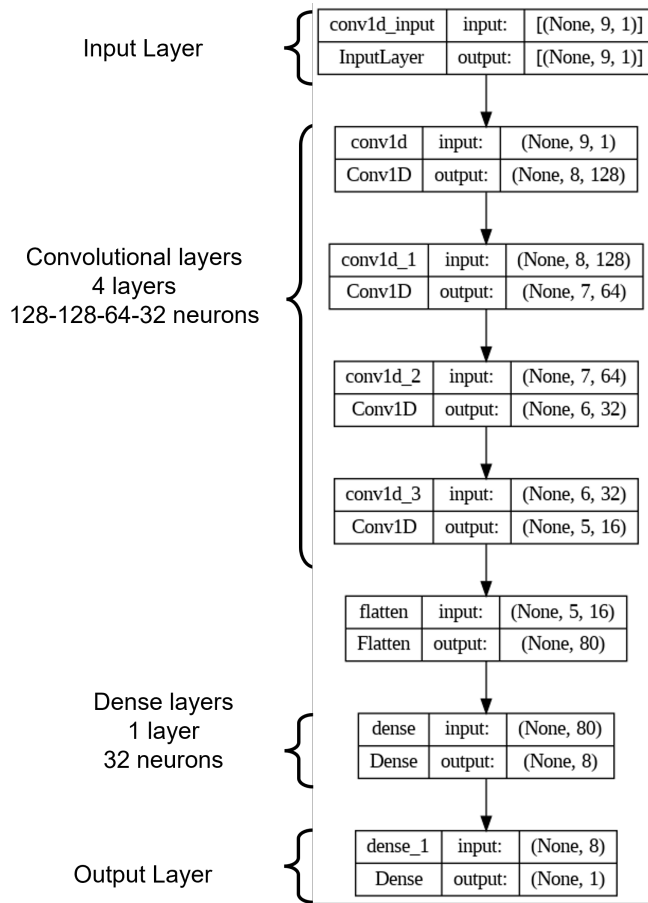 Input Layer
conv1d_input input: [(None, 9, 1)]
InputLayer output: [(None, 9, 1)]
Convolutional layers
4 layers
128-128-64-32 neurons
conv1d input: (None, 9, 1)
Conv1D output: (None, 8, 128)
conv1d_1 input: (None, 8, 128)
Conv1D output: (None, 7, 64)
conv1d_2 input: (None, 7, 64)
Conv1D output: (None, 6, 32)
conv1d_3 input: (None, 6, 32)
Conv1D output: (None, 5, 16)
flatten input: (None, 5, 16)
Flatten output: (None, 80)
Dense layers
1 layer
32 neurons
dense input: (None, 80)
Dense output: (None, 8)
Output Layer
dense_1 input: (None, 8)
Dense output: (None, 1)